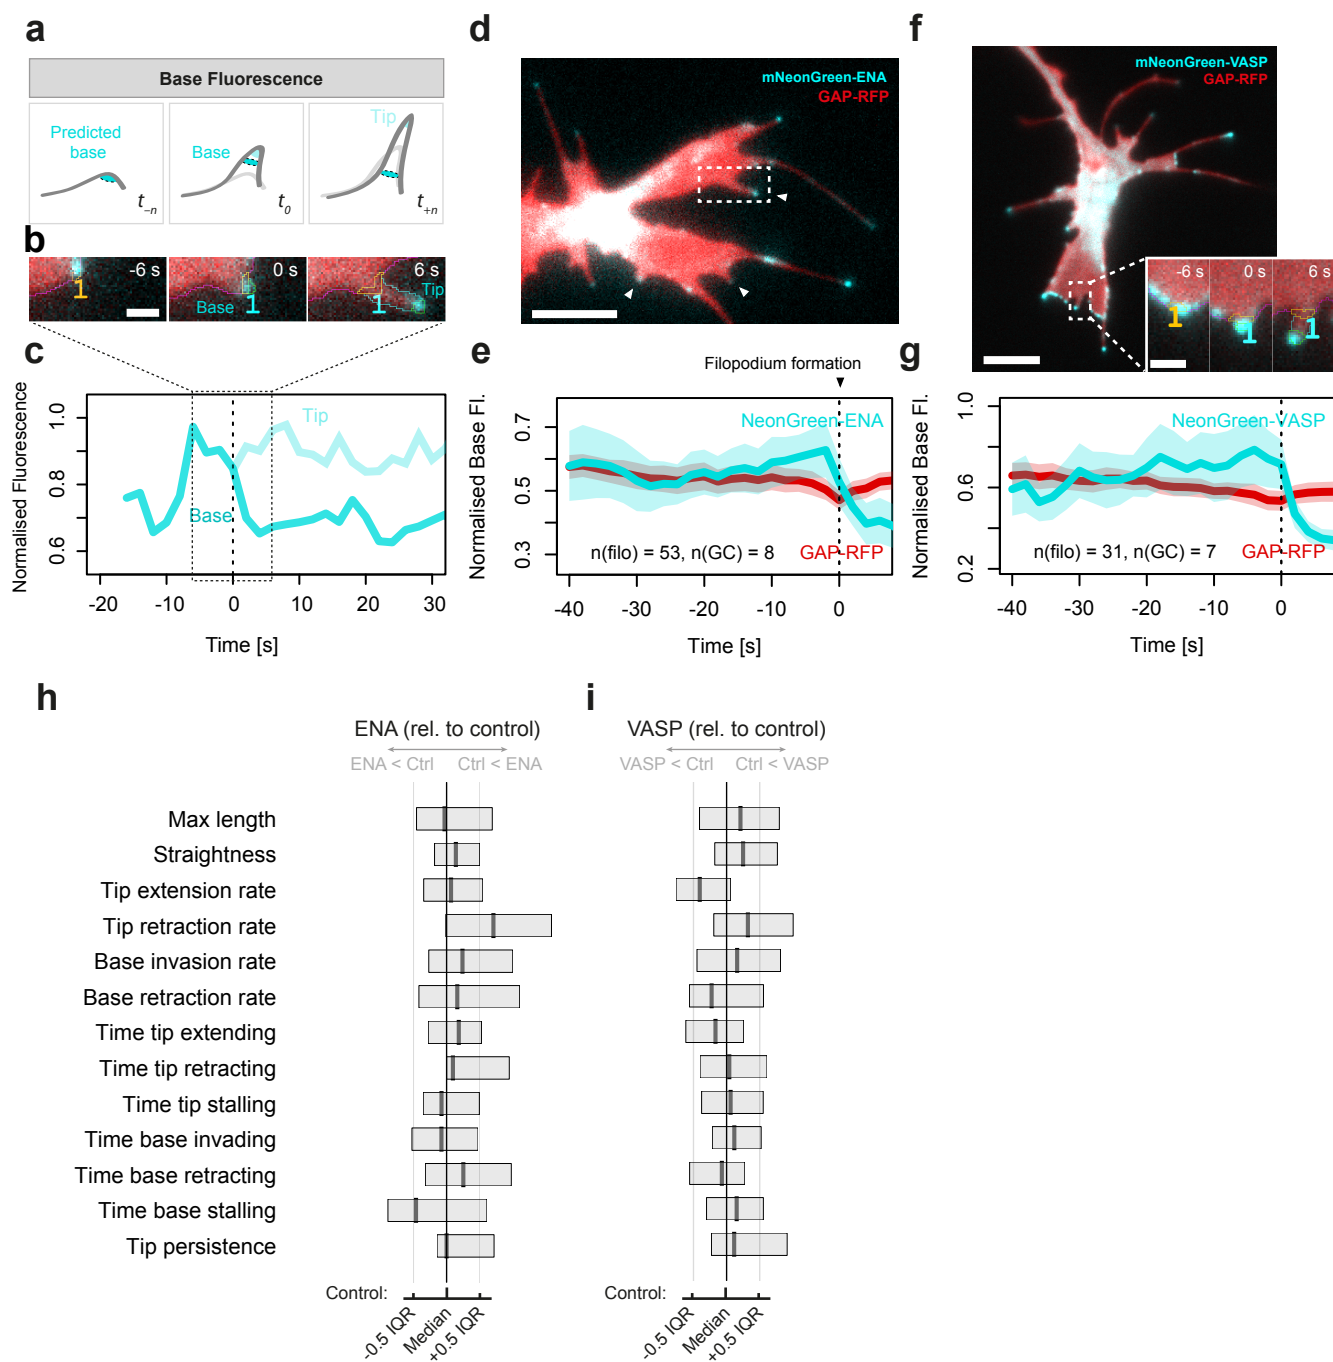 a
Base Fluorescence
Predicted
base
t–n
Base
t0
Tip
t+n
b
-6 s
1
0 s
Base
1
6 s
1
Tip
c
Normalised Fluorescence
1.0
0.8
0.6
Tip
Base
-20
-10
0
10
20
30
Time [s]
d
mNeonGreen-ENA
GAP-RFP
e
Filopodium formation
Normalised Base Fl.
0.7
0.5
0.3
NeonGreen-ENA
n(filo) = 53, n(GC) = 8
GAP-RFP
-40
-30
-20
-10
0
Time [s]
f
mNeonGreen-VASP
GAP-RFP
-6 s
0 s
6 s
1
1
1
g
Normalised Base Fl.
1.0
0.6
0.2
NeonGreen-VASP
n(filo) = 31, n(GC) = 7
GAP-RFP
-40
-30
-20
-10
0
Time [s]
h
ENA (rel. to control)
ENA < Ctrl
Ctrl < ENA
i
VASP (rel. to control)
VASP < Ctrl
Ctrl < VASP
Max length
Straightness
Tip extension rate
Tip retraction rate
Base invasion rate
Base retraction rate
Time tip extending
Time tip retracting
Time tip stalling
Time base invading
Time base retracting
Time base stalling
Tip persistence
Control:
-0.5 IQR
Median
+0.5 IQR
Control:
-0.5 IQR
Median
+0.5 IQR